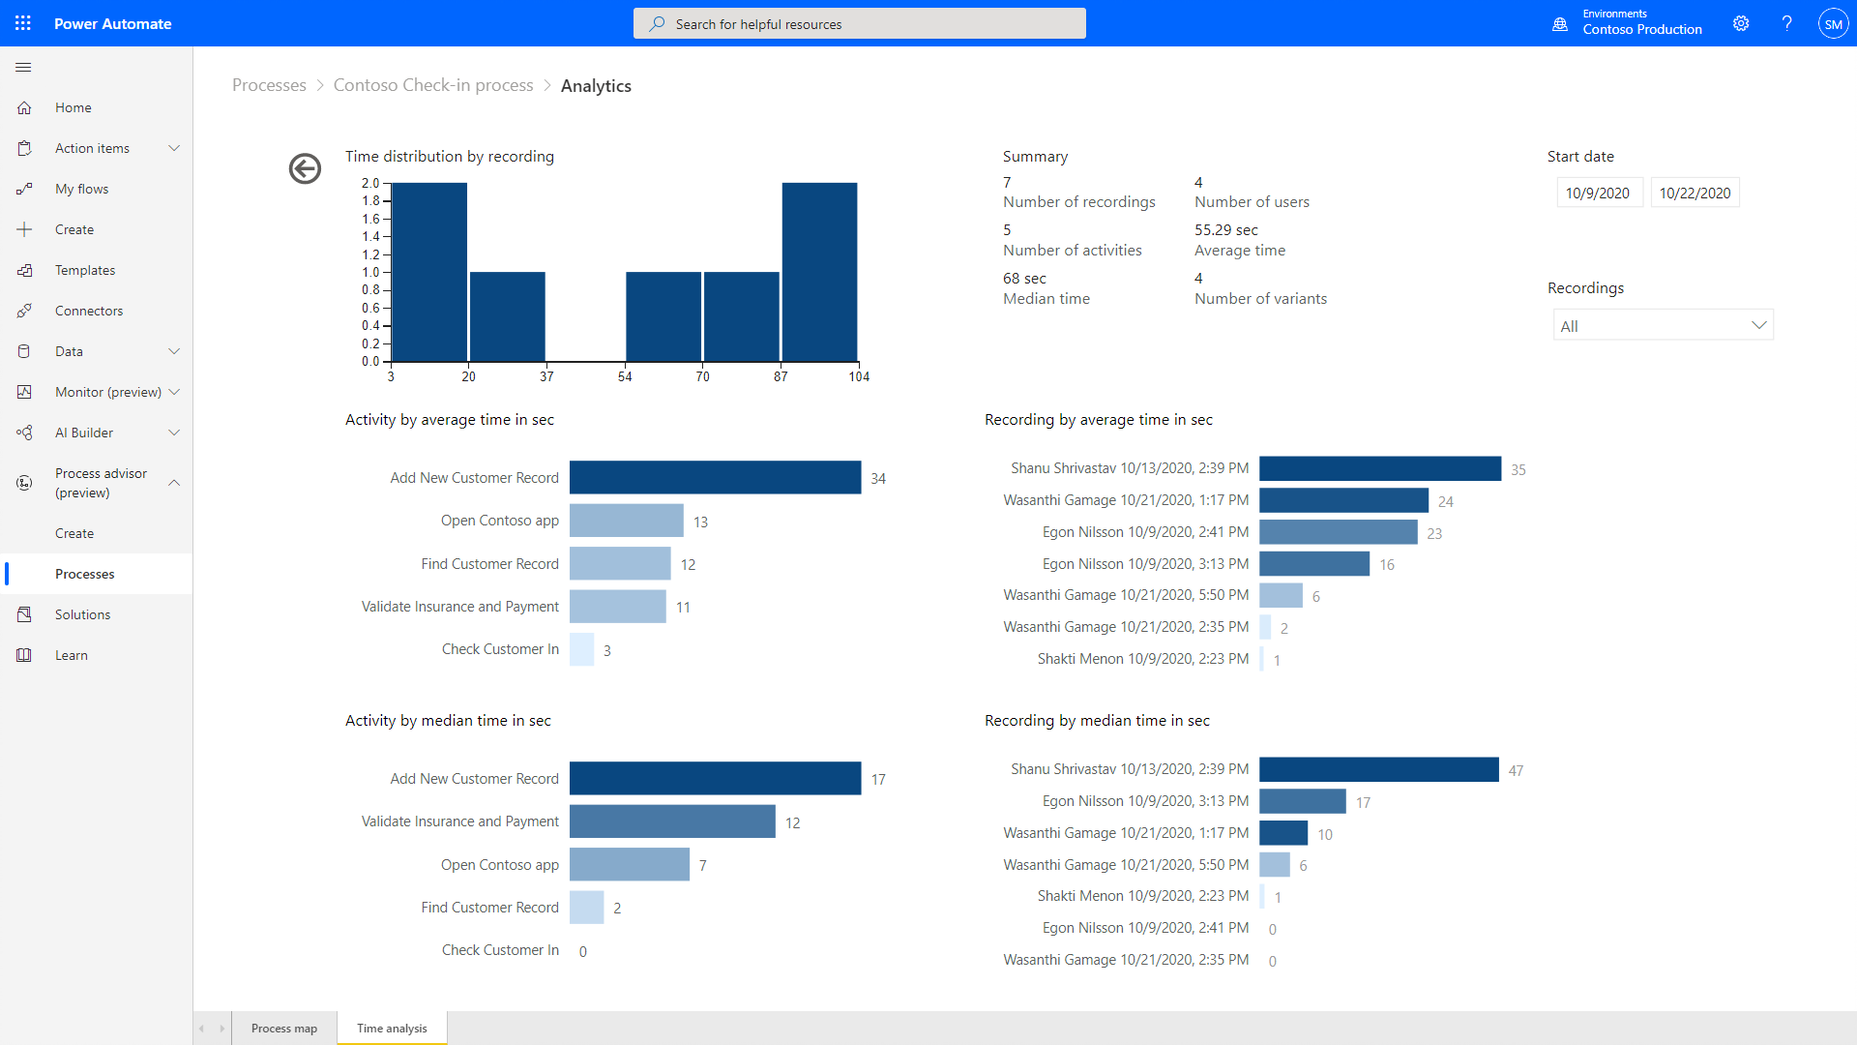 Power Automate
Search for helpful resources
Environments
Contoso Production
SM
Home
Action items
My flows
Create
Templates
Connectors
Data
Monitor (preview)
AI Builder
Process advisor
(preview)
Create
Processes
Solutions
Learn
Processes > Contoso Check-in process > Analytics
Time distribution by recording
2.0
1.8
1.6
1.4
1.2
1.0
0.8
0.6
0.4
0.2
0.0
3 20 37 54 70 87 104
Summary
7
Number of recordings
4
Number of users
5
Number of activities
55.29 sec
Average time
68 sec
Median time
4
Number of variants
Start date
10/9/2020 10/22/2020
Recordings
All
Activity by average time in sec
Add New Customer Record 34
Open Contoso app 13
Find Customer Record 12
Validate Insurance and Payment 11
Check Customer In 3
Recording by average time in sec
Shanu Shrivastav 10/13/2020, 2:39 PM 35
Wasanthi Gamage 10/21/2020, 1:17 PM 24
Egon Nilsson 10/9/2020, 2:41 PM 23
Egon Nilsson 10/9/2020, 3:13 PM 16
Wasanthi Gamage 10/21/2020, 5:50 PM 6
Wasanthi Gamage 10/21/2020, 2:35 PM 2
Shakti Menon 10/9/2020, 2:23 PM 1
Activity by median time in sec
Add New Customer Record 17
Validate Insurance and Payment 12
Open Contoso app 7
Find Customer Record 2
Check Customer In 0
Recording by median time in sec
Shanu Shrivastav 10/13/2020, 2:39 PM 47
Egon Nilsson 10/9/2020, 3:13 PM 17
Wasanthi Gamage 10/21/2020, 1:17 PM 10
Wasanthi Gamage 10/21/2020, 5:50 PM 6
Shakti Menon 10/9/2020, 2:23 PM 1
Egon Nilsson 10/9/2020, 2:41 PM 0
Wasanthi Gamage 10/21/2020, 2:35 PM 0
Process map
Time analysis